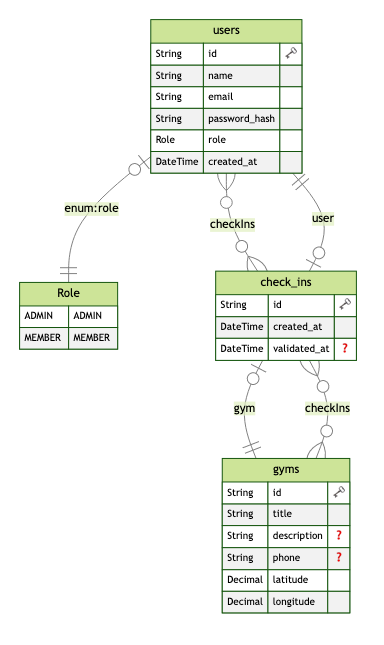 users
String id
String name
String email
String password_hash
Role role
DateTime created_at
enum:role
checkIns
user
Role
ADMIN ADMIN
MEMBER MEMBER
check_ins
String id
DateTime created_at
DateTime validated_at ?
gym
checkIns
gyms
String id
String title
String description ?
String phone ?
Decimal latitude
Decimal longitude